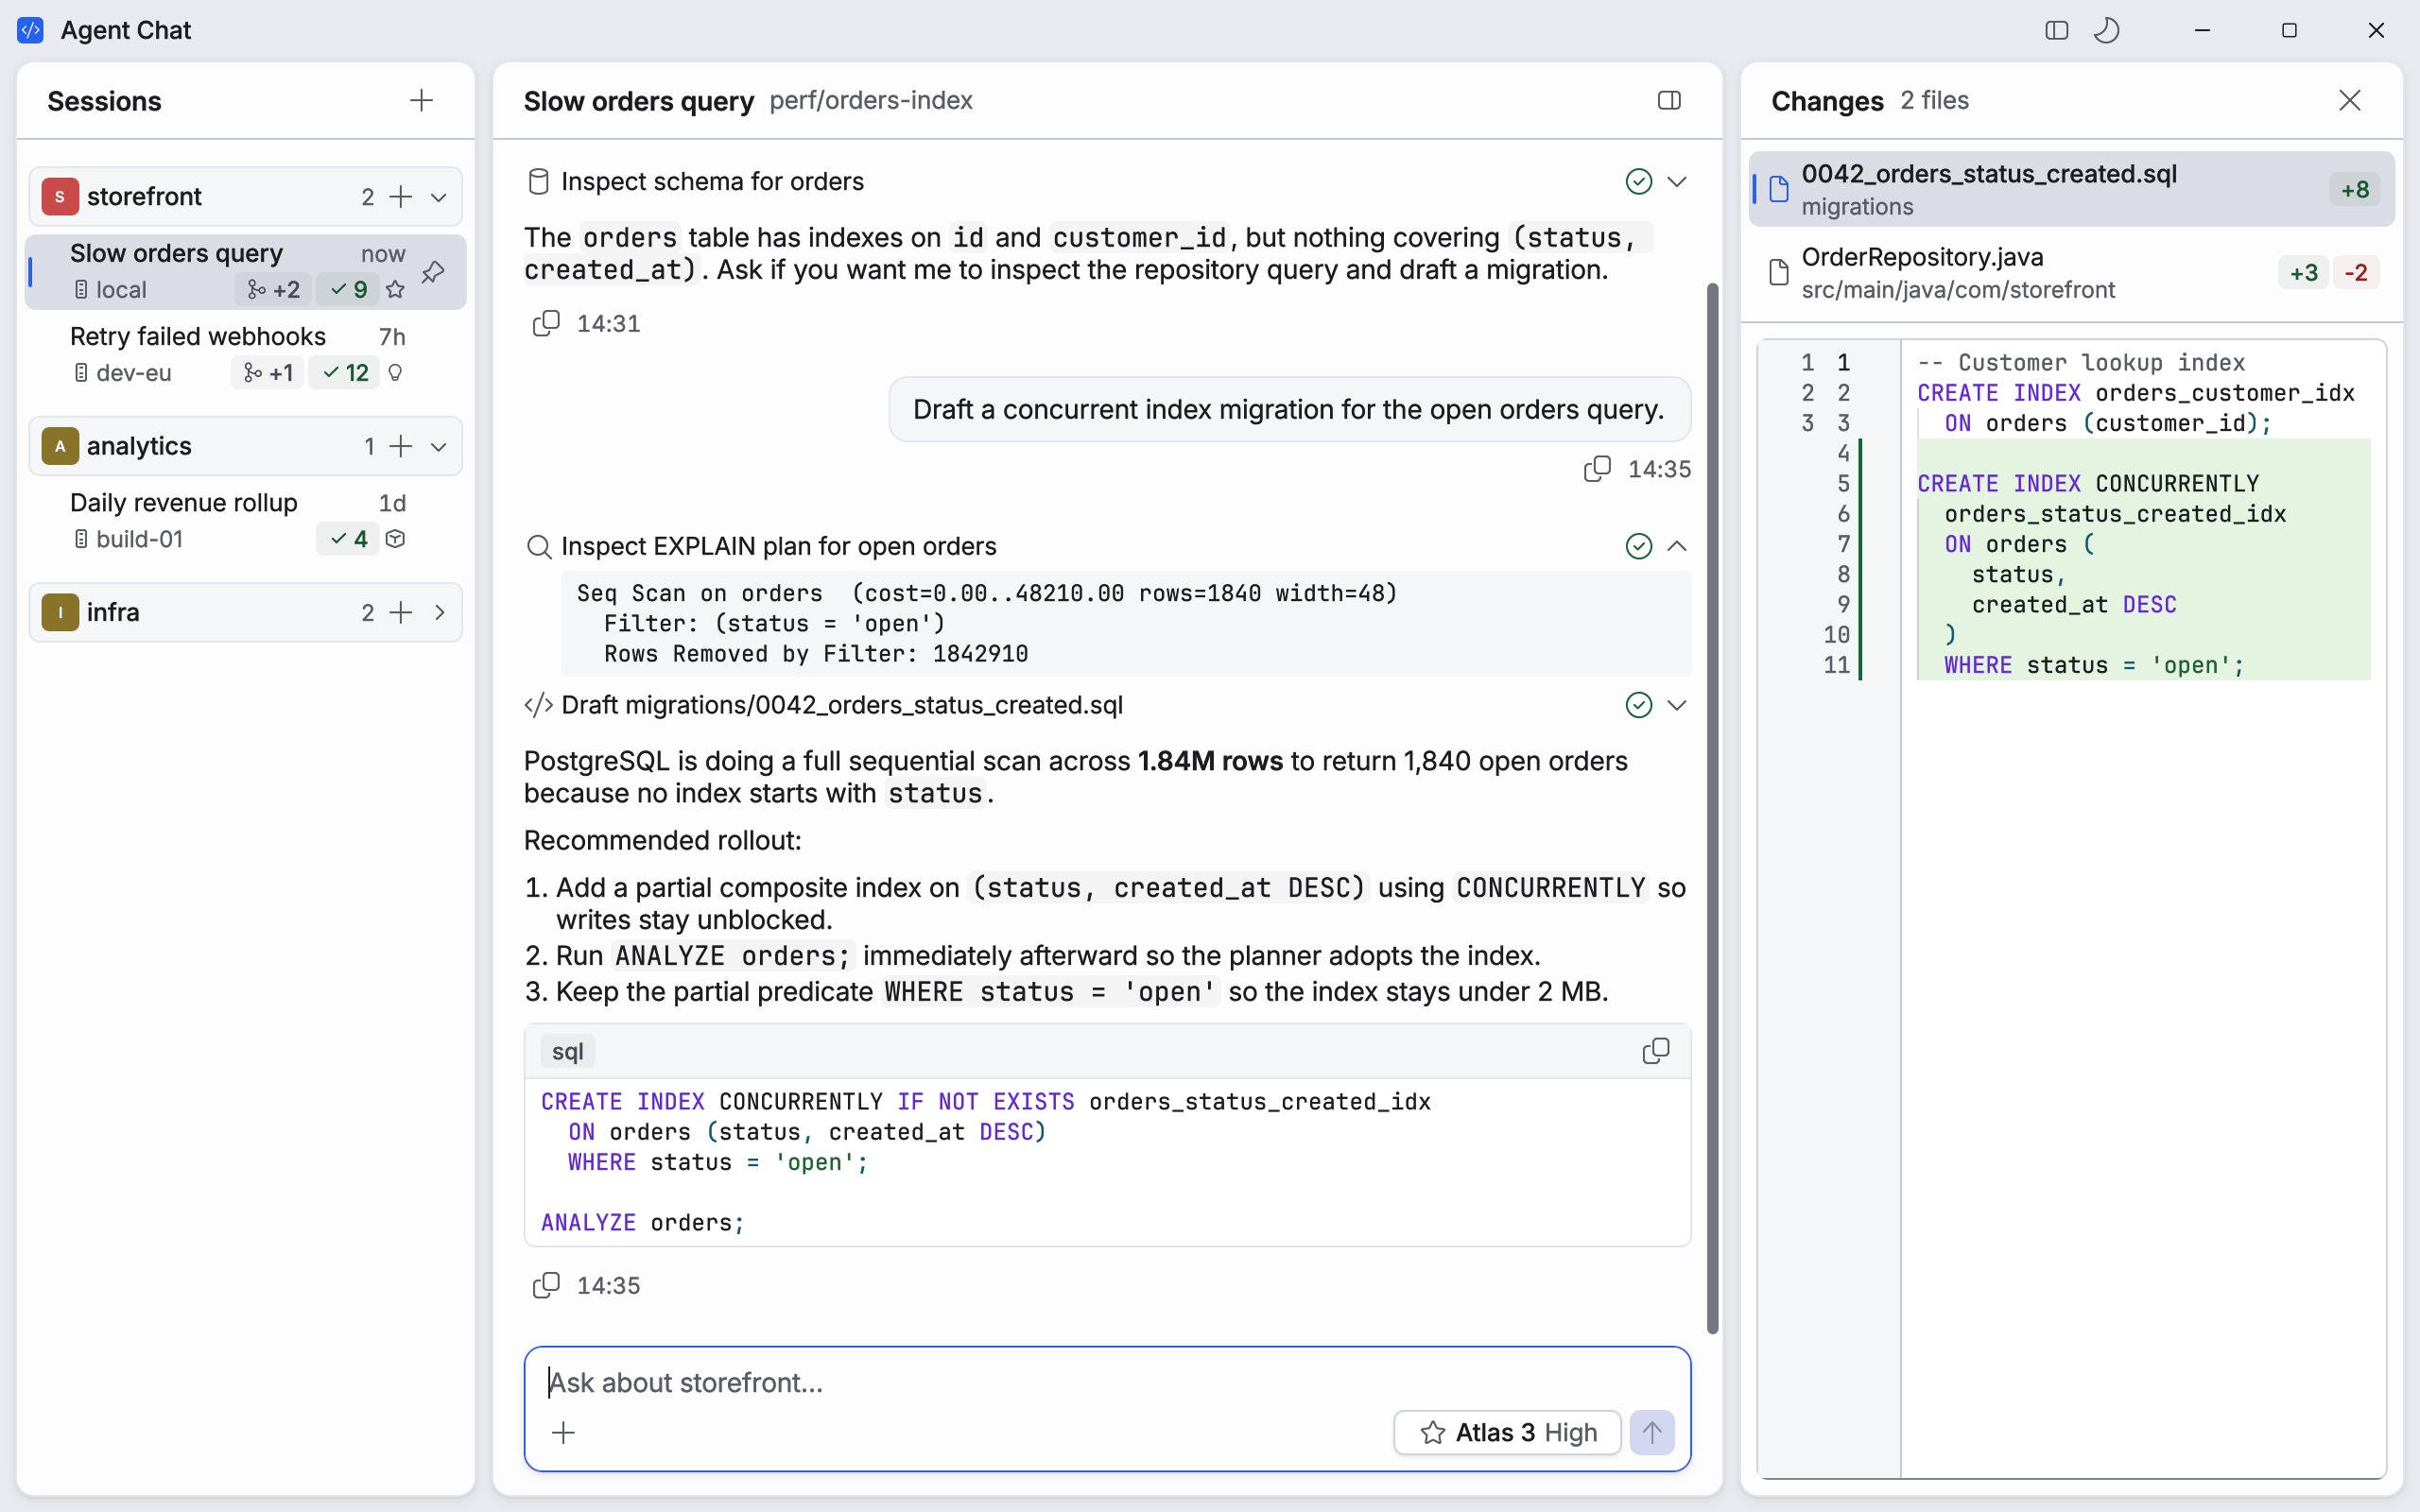 Agent Chat
Sessions
S storefront 2
Slow orders query now
local +2 9
Retry failed webhooks 7h
dev-eu +1 12
A analytics 1
Daily revenue rollup 1d
build-01 4
I infra 2
Slow orders query perf/orders-index
Inspect schema for orders
The orders table has indexes on id and customer_id, but nothing covering (status,
created_at). Ask if you want me to inspect the repository query and draft a migration.
14:31
Draft a concurrent index migration for the open orders query.
14:35
Inspect EXPLAIN plan for open orders
Seq Scan on orders  (cost=0.00..48210.00 rows=1840 width=48)
  Filter: (status = 'open')
  Rows Removed by Filter: 1842910
Draft migrations/0042_orders_status_created.sql
PostgreSQL is doing a full sequential scan across 1.84M rows to return 1,840 open orders
because no index starts with status.
Recommended rollout:
1. Add a partial composite index on (status, created_at DESC) using CONCURRENTLY so
writes stay unblocked.
2. Run ANALYZE orders; immediately afterward so the planner adopts the index.
3. Keep the partial predicate WHERE status = 'open' so the index stays under 2 MB.
sql
CREATE INDEX CONCURRENTLY IF NOT EXISTS orders_status_created_idx
  ON orders (status, created_at DESC)
  WHERE status = 'open';
ANALYZE orders;
14:35
Ask about storefront...
Atlas 3 High
Changes 2 files
0042_orders_status_created.sql
migrations
+8
OrderRepository.java
src/main/java/com/storefront
+3 -2
1 1 -- Customer lookup index
2 2 CREATE INDEX orders_customer_idx
3 3   ON orders (customer_id);
4
5 CREATE INDEX CONCURRENTLY
6   orders_status_created_idx
7   ON orders (
8     status,
9     created_at DESC
10   )
11   WHERE status = 'open';